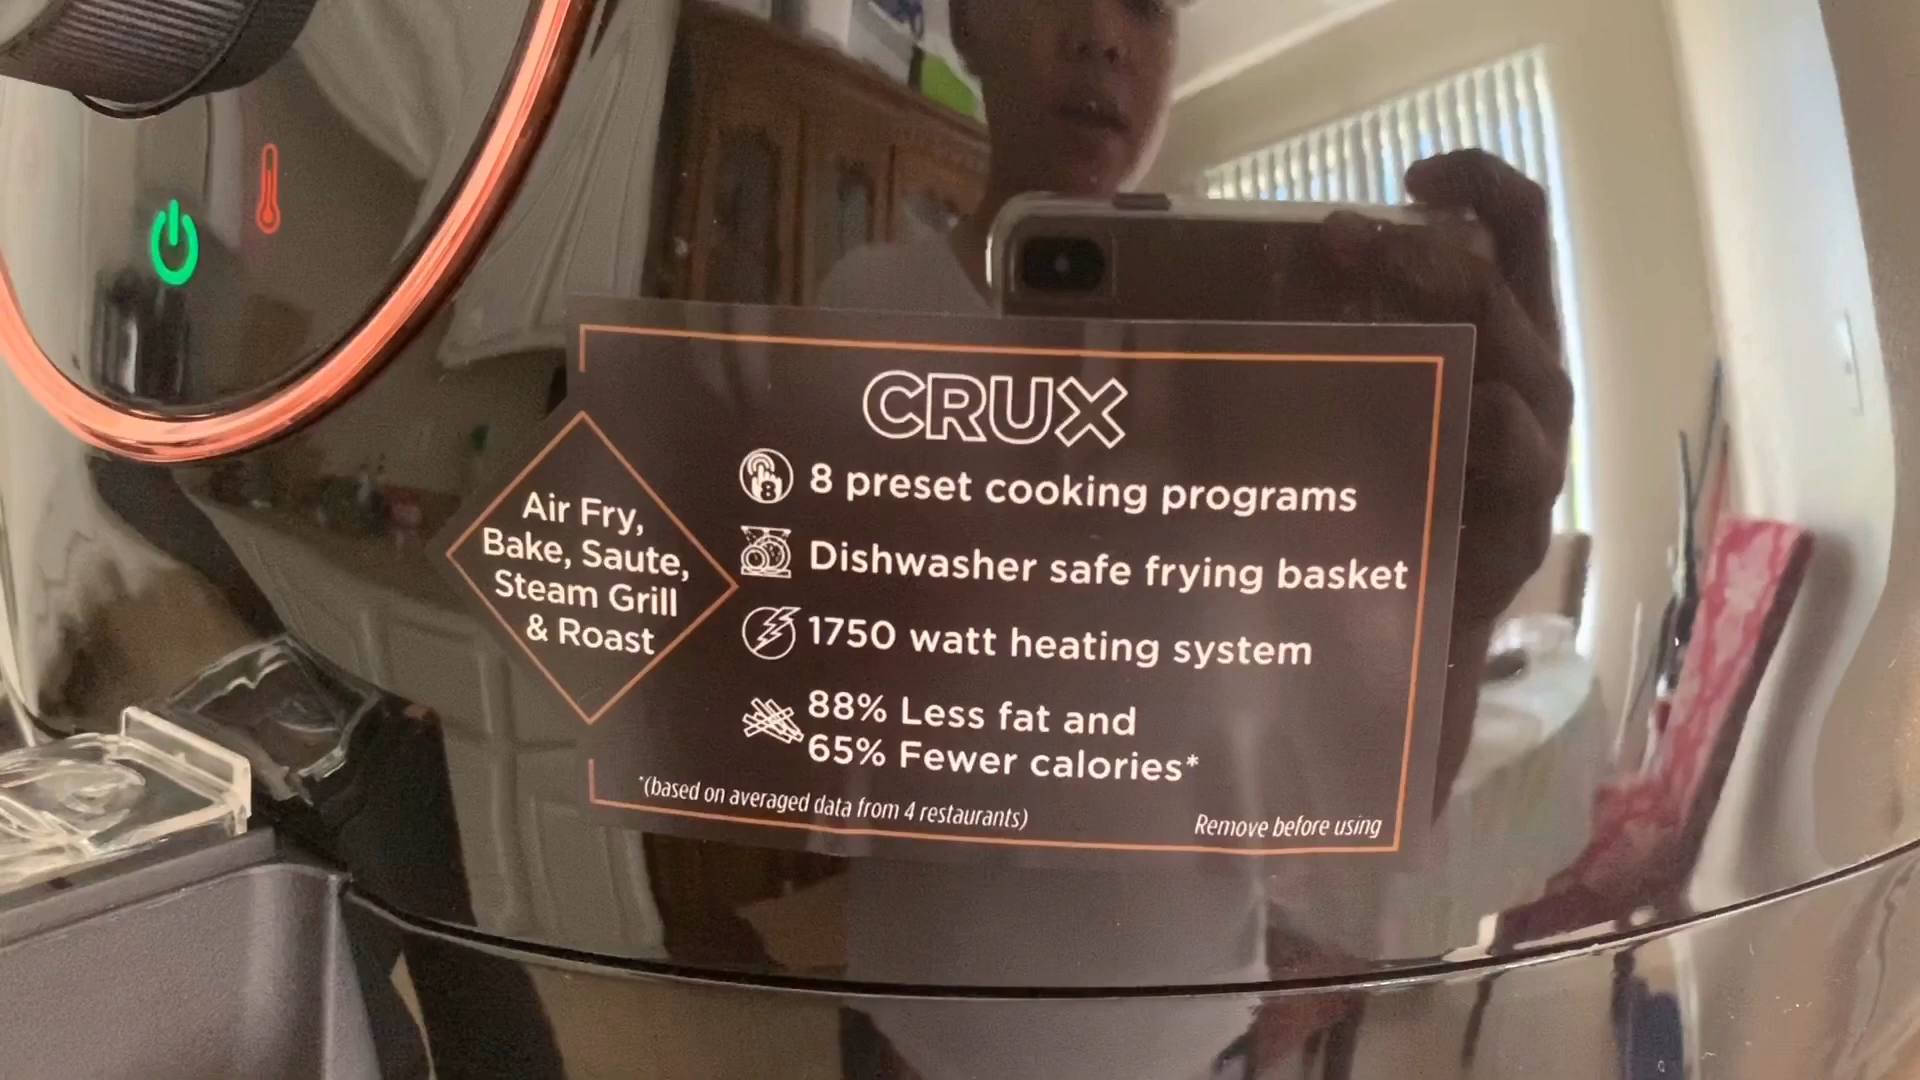 CRUX
Air Fry,
Bake, Saute,
Steam Grill
& Roast
8 preset cooking programs
Dishwasher safe frying basket
1750 watt heating system
88% Less fat and
65% Fewer calories*
*(based on averaged data from 4 restaurants)
Remove before using